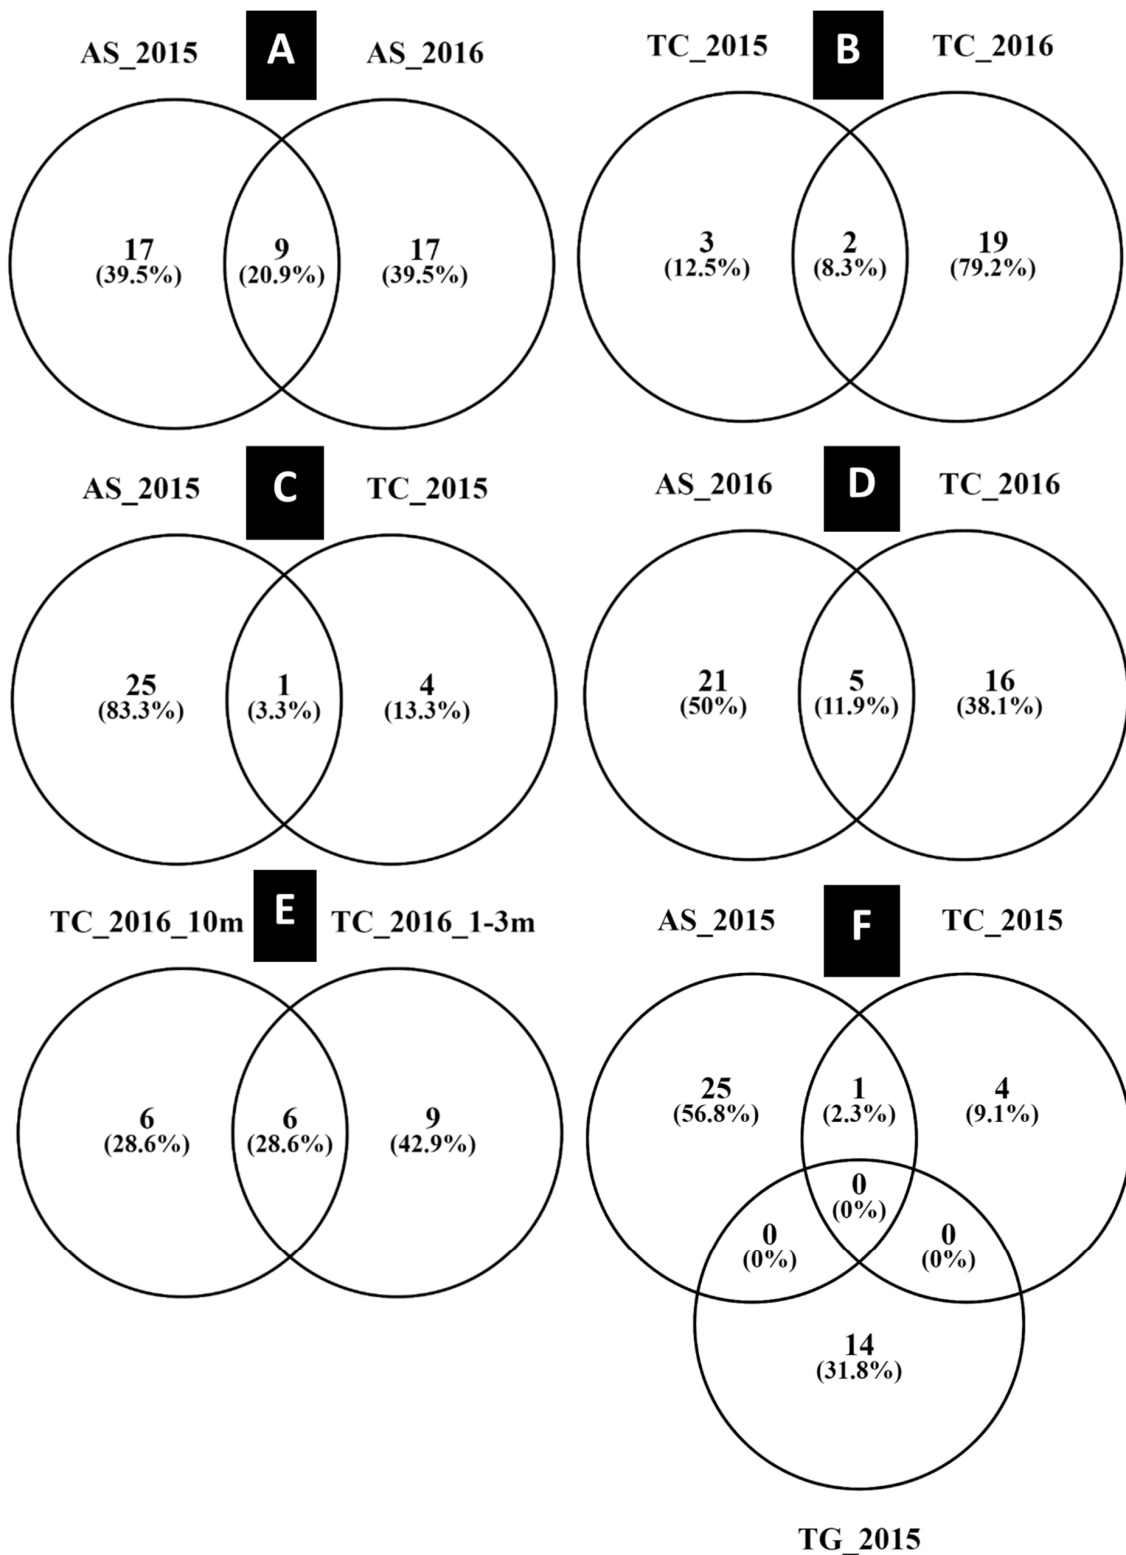 AS_2015 A AS_2016
17 9 17
(39.5%) (20.9%) (39.5%)
TC_2015 B TC_2016
3 2 19
(12.5%) (8.3%) (79.2%)
AS_2015 C TC_2015
25 1 4
(83.3%) (3.3%) (13.3%)
AS_2016 D TC_2016
21 5 16
(50%) (11.9%) (38.1%)
TC_2016_10m E TC_2016_1-3m
6 6 9
(28.6%) (28.6%) (42.9%)
AS_2015 F TC_2015
25 1 4
(56.8%) (2.3%) (9.1%)
0
(0%)
0 0
(0%) (0%)
14
(31.8%)
TG_2015